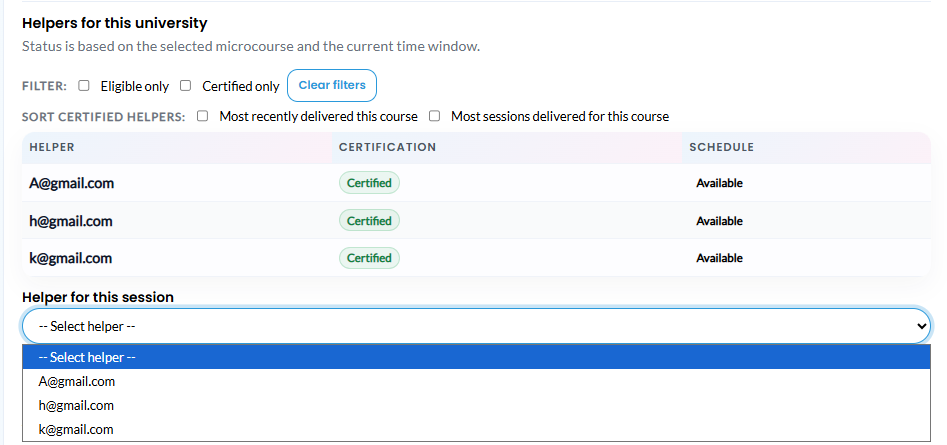 Helpers for this university
Status is based on the selected microcourse and the current time window.
FILTER: Eligible only Certified only Clear filters
SORT CERTIFIED HELPERS: Most recently delivered this course Most sessions delivered for this course
HELPER CERTIFICATION SCHEDULE
A@gmail.com Certified Available
h@gmail.com Certified Available
k@gmail.com Certified Available
Helper for this session
-- Select helper --
-- Select helper --
A@gmail.com
h@gmail.com
k@gmail.com